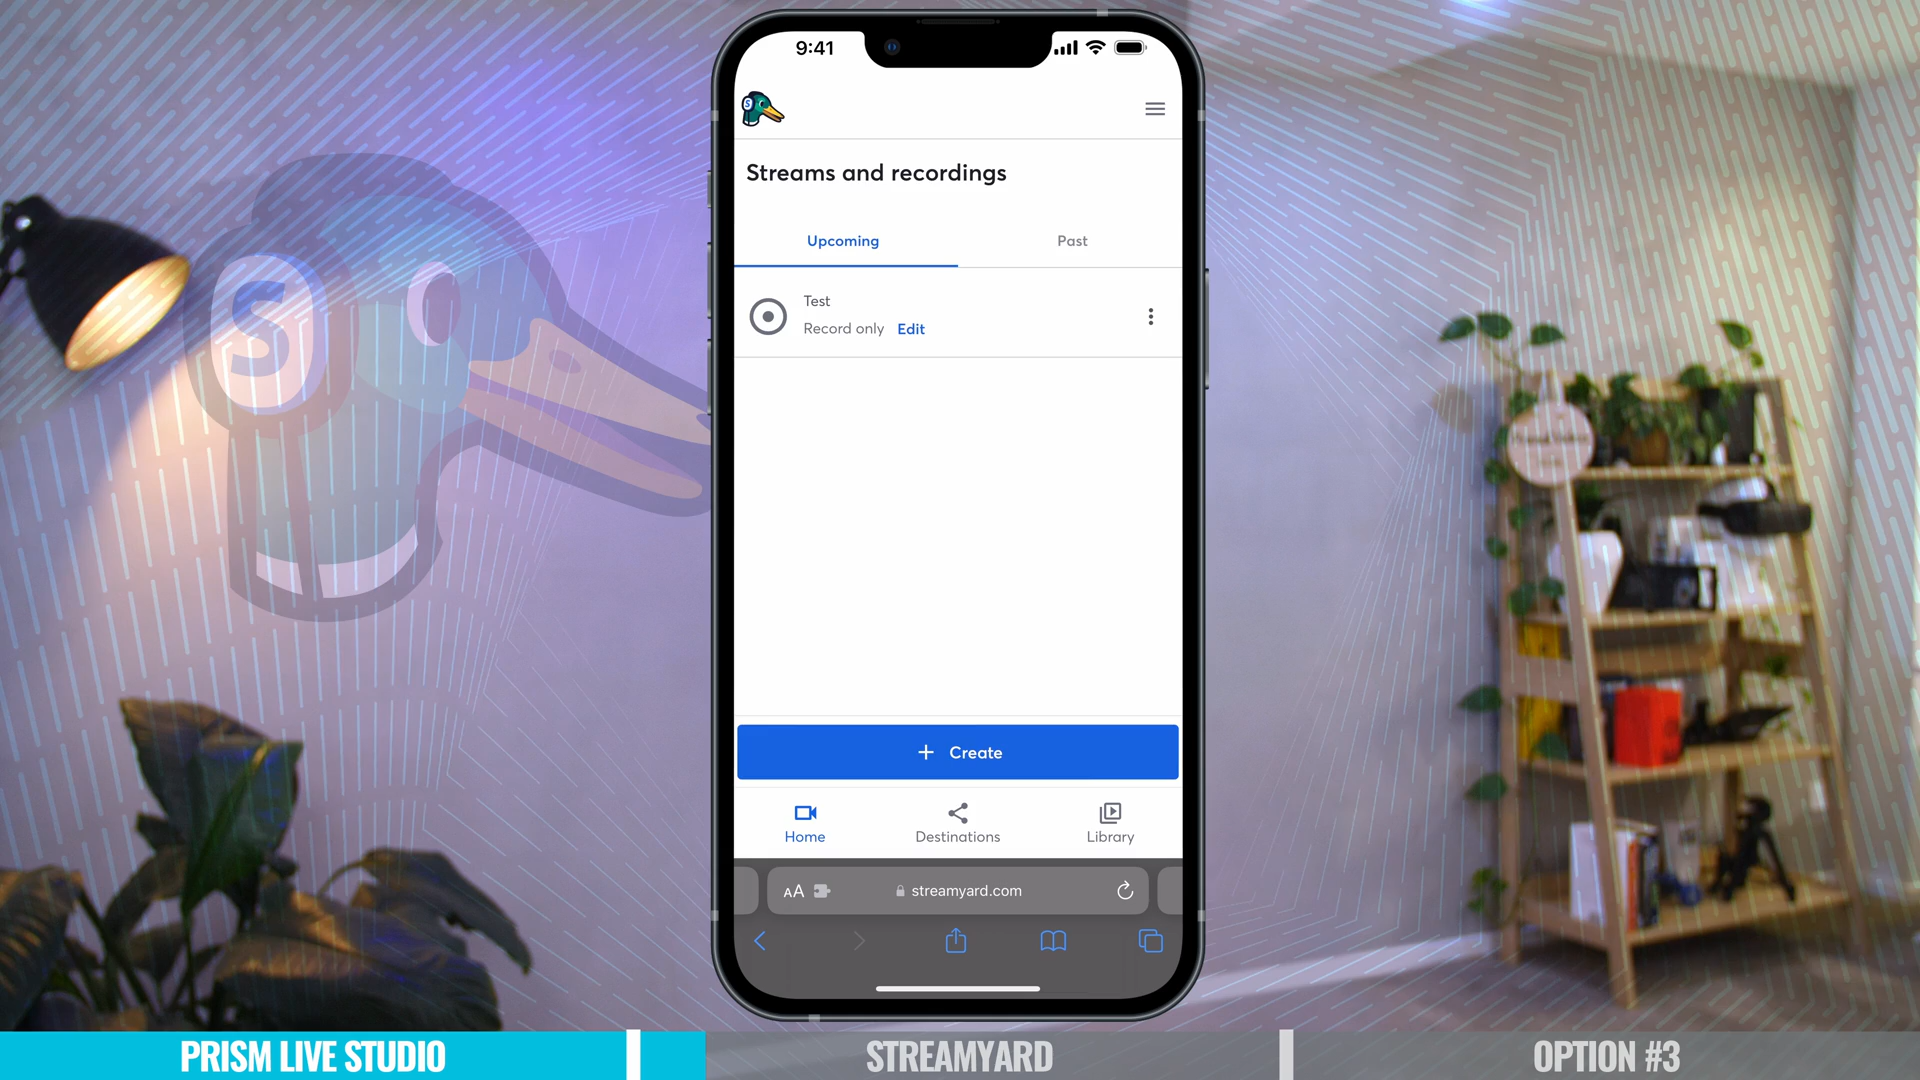 9:41
S
Streams and recordings
Upcoming
Past
Test
Record only Edit
+ Create
Home
Destinations
Library
AA
streamyard.com
S
PRISM LIVE STUDIO
STREAMYARD
OPTION #3